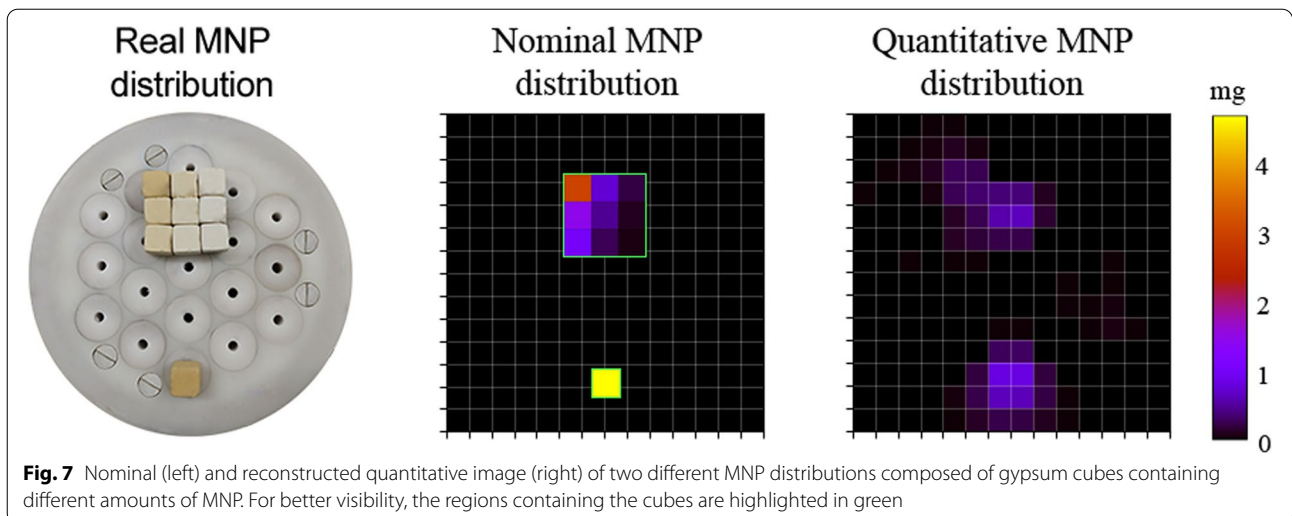 Real MNP
distribution
Nominal MNP
distribution
Quantitative MNP
distribution
mg
4
3
2
1
0
Fig. 7 Nominal (left) and reconstructed quantitative image (right) of two different MNP distributions composed of gypsum cubes containing
different amounts of MNP. For better visibility, the regions containing the cubes are highlighted in green